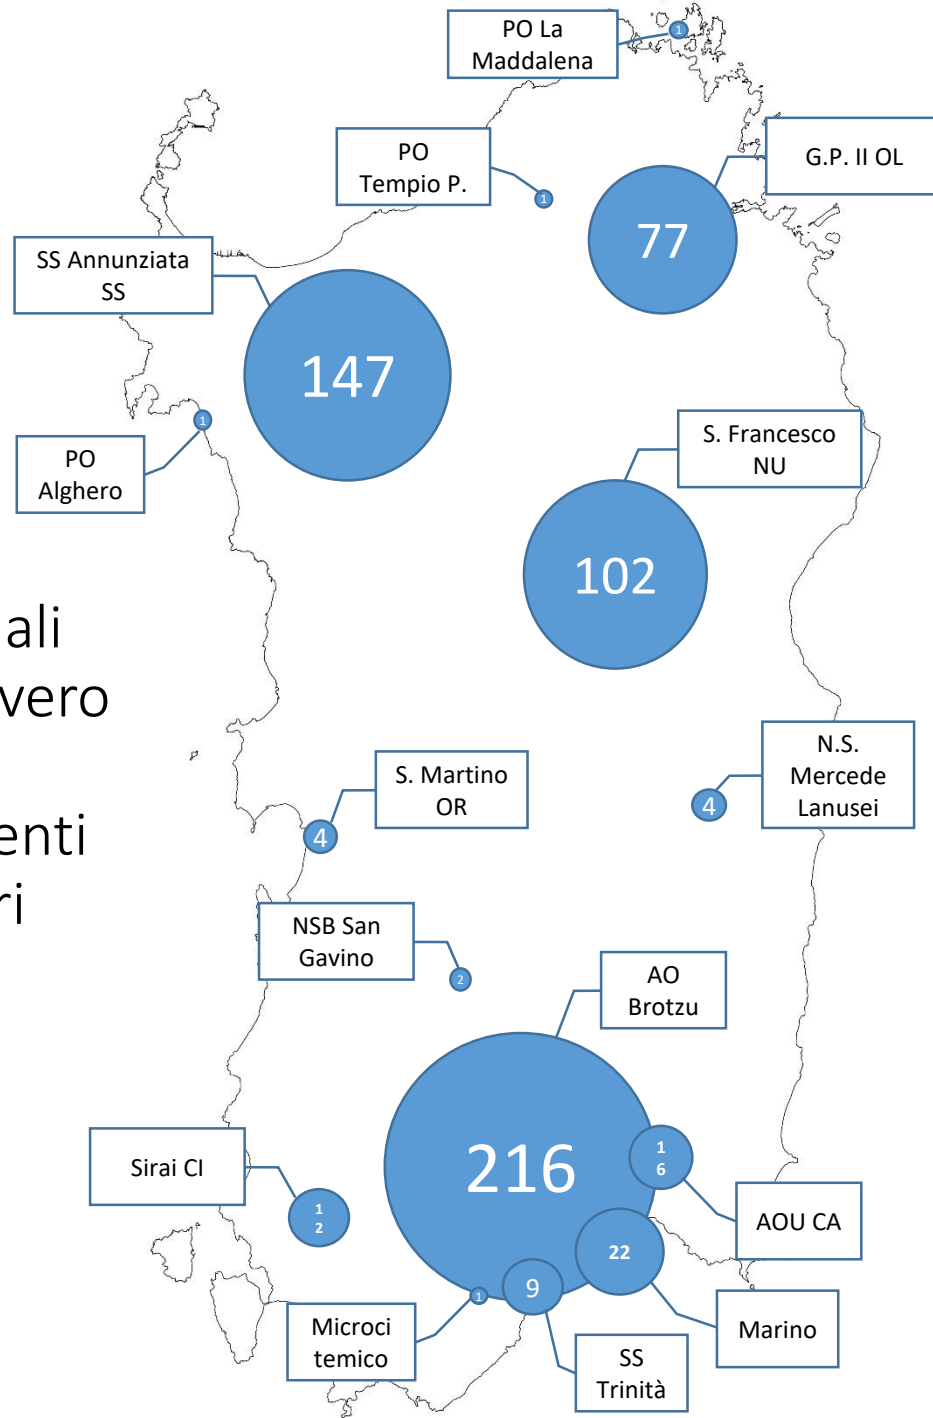 PO La
Maddalena
1
PO
Tempio P.
1
G.P. II OL
77
SS Annunziata
SS
147
1
PO
Alghero
S. Francesco
NU
102
ali
vero
enti
ri
S. Martino
OR
4
N.S.
Mercede
Lanusei
4
NSB San
Gavino
2
AO
Brotzu
216
1
6
AOU CA
Sirai CI
1
2
22
Marino
9
SS
Trinità
1
Microci
temico